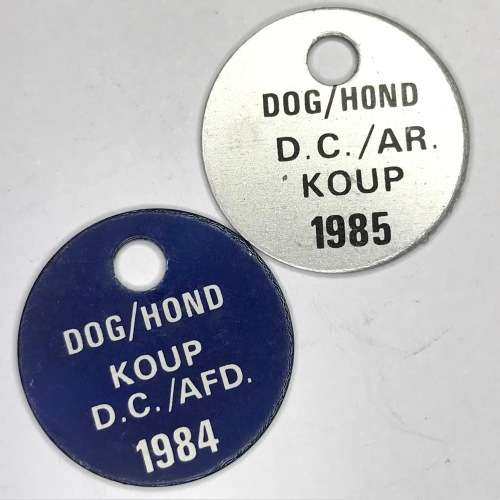 DOG/HOND
D.C./AR.
KOUP
1985
DOG/HOND
KOUP
D.C./AFD.
1984